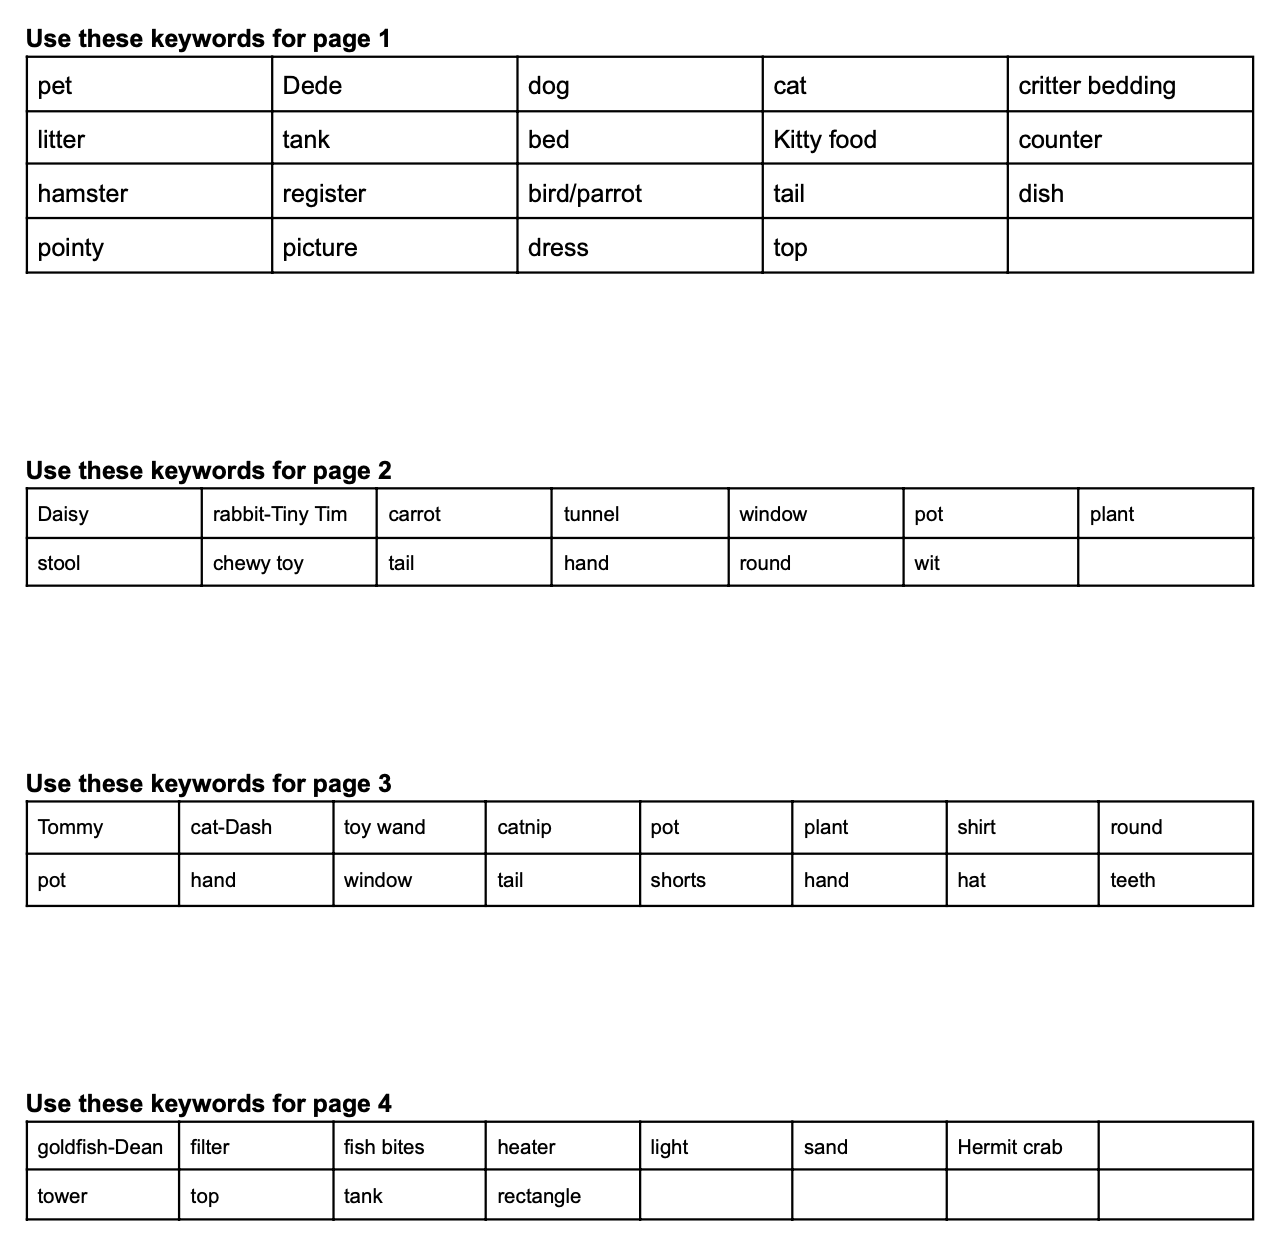 Use these keywords for page 1
pet Dede dog cat critter bedding
litter tank bed Kitty food counter
hamster register bird/parrot tail dish
pointy picture dress top
Use these keywords for page 2
Daisy rabbit-Tiny Tim carrot tunnel window pot plant
stool chewy toy tail hand round wit
Use these keywords for page 3
Tommy cat-Dash toy wand catnip pot plant shirt round
pot hand window tail shorts hand hat teeth
Use these keywords for page 4
goldfish-Dean filter fish bites heater light sand Hermit crab
tower top tank rectangle